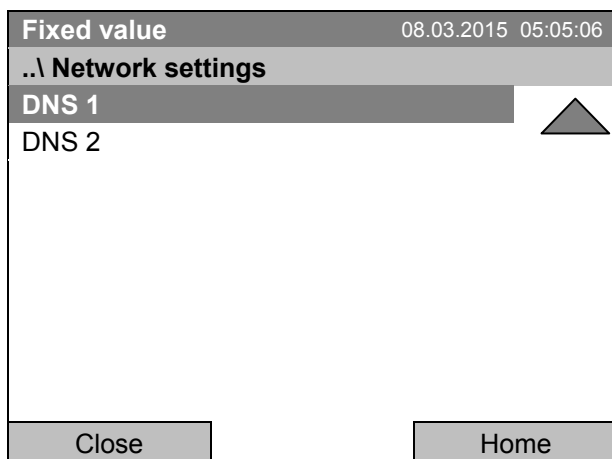 Fixed value 08.03.2015 05:05:06
..\ Network settings
DNS 1
DNS 2
Close Home